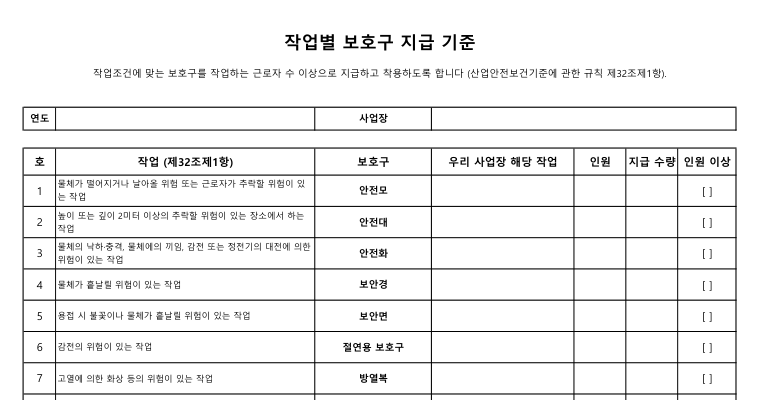 작업별 보호구 지급 기준
작업조건에 맞는 보호구를 작업하는 근로자 수 이상으로 지급하고 착용하도록 합니다 (산업안전보건기준에 관한 규칙 제32조제1항).
연도 사업장
호 작업 (제32조제1항) 보호구 우리 사업장 해당 작업 인원 지급 수량 인원 이상
1 물체가 떨어지거나 날아올 위험 또는 근로자가 추락할 위험이 있
는 작업 안전모 [ ]
2 높이 또는 깊이 2미터 이상의 추락할 위험이 있는 장소에서 하는
작업 안전대 [ ]
3 물체의 낙하·충격, 물체에의 끼임, 감전 또는 정전기의 대전에 의한
위험이 있는 작업 안전화 [ ]
4 물체가 흩날릴 위험이 있는 작업 보안경 [ ]
5 용접 시 불꽃이나 물체가 흩날릴 위험이 있는 작업 보안면 [ ]
6 감전의 위험이 있는 작업 절연용 보호구 [ ]
7 고열에 의한 화상 등의 위험이 있는 작업 방열복 [ ]